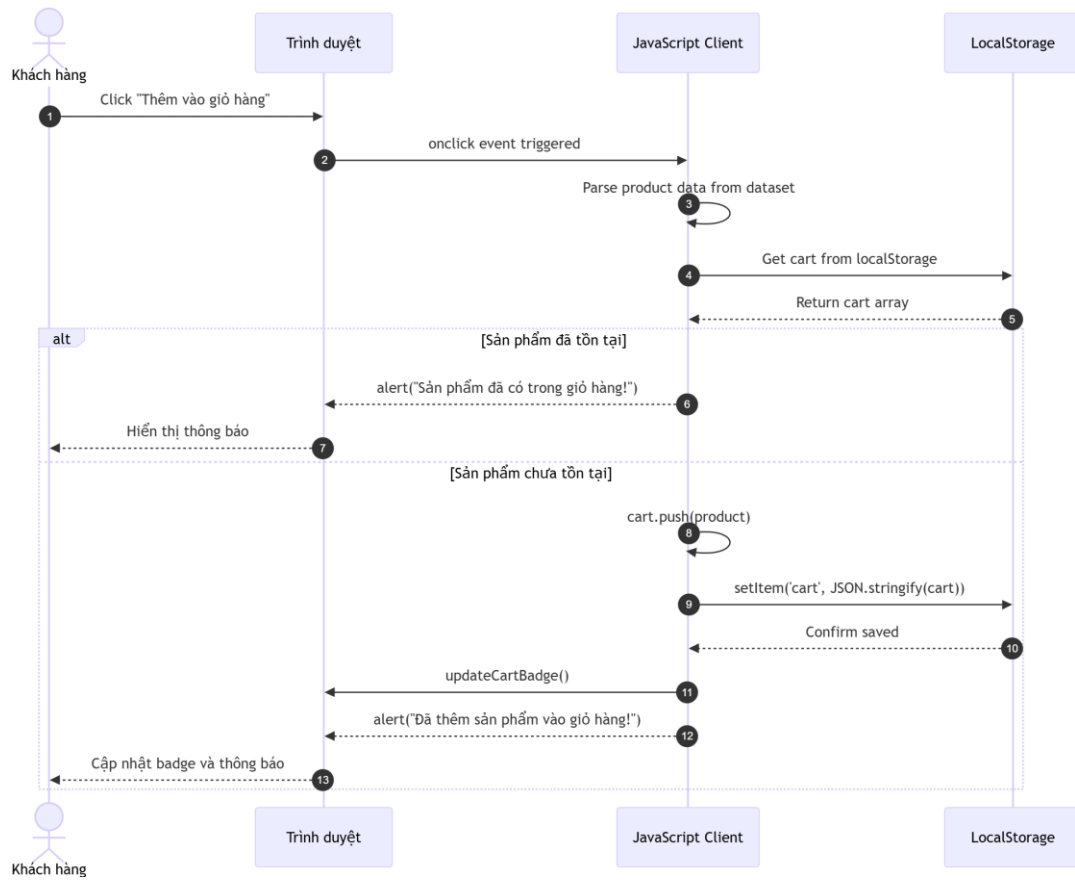 Trình duyệt
JavaScript Client
LocalStorage
Khách hàng
Click "Thêm vào giỏ hàng"
1
onclick event triggered
2
Parse product data from dataset
3
Get cart from localStorage
4
Return cart array
5
alt
[Sản phẩm đã tồn tại]
alert("Sản phẩm đã có trong giỏ hàng!")
6
Hiển thị thông báo
7
[Sản phẩm chưa tồn tại]
cart.push(product)
8
setItem('cart', JSON.stringify(cart))
9
Confirm saved
10
updateCartBadge()
11
alert("Đã thêm sản phẩm vào giỏ hàng!")
12
Cập nhật badge và thông báo
13
Trình duyệt
JavaScript Client
LocalStorage
Khách hàng